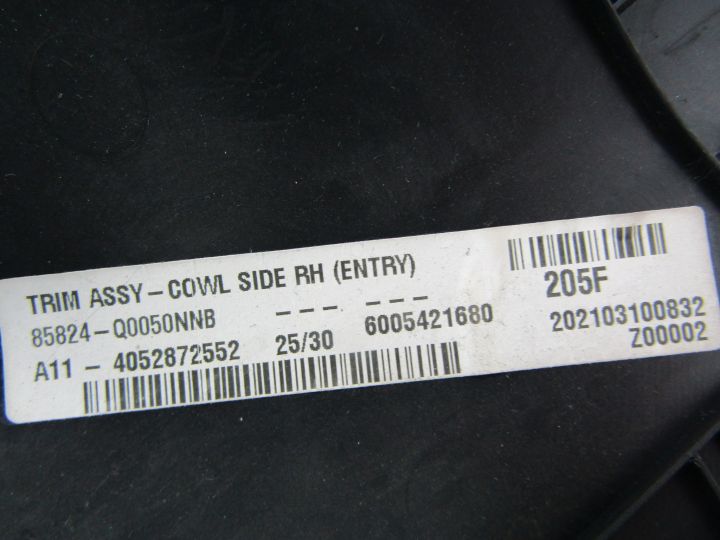 TRIM ASSY-COWL SIDE RH (ENTRY)
85824-Q0050NNB --- ---
A11 - 4052872552 25/30 6005421680
205F
202103100832
Z00002